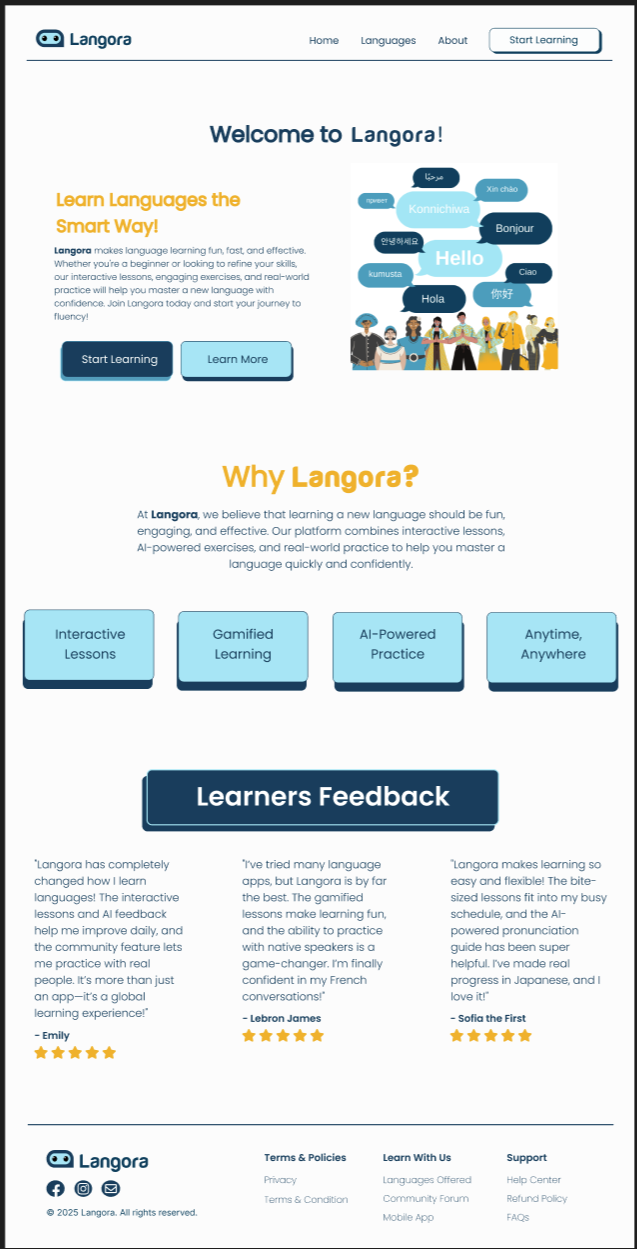 Langora
Home Languages About Start Learning
Welcome to Langora!
Learn Languages the
Smart Way!
Langora makes language learning fun, fast, and effective.
Whether you're a beginner or looking to refine your skills,
our interactive lessons, engaging exercises, and real-world
practice will help you master a new language with
confidence. Join Langora today and start your journey to
fluency!
Start Learning Learn More
مرحبًا
привет
Xin chào
Konnichiwa
Bonjour
안녕하세요
Hello
kumusta
Ciao
Hola
你好
Why Langora?
At Langora, we believe that learning a new language should be fun,
engaging, and effective. Our platform combines interactive lessons,
AI-powered exercises, and real-world practice to help you master a
language quickly and confidently.
Interactive
Lessons
Gamified
Learning
AI-Powered
Practice
Anytime,
Anywhere
Learners Feedback
"Langora has completely
changed how I learn
languages! The interactive
lessons and AI feedback
help me improve daily, and
the community feature lets
me practice with real
people. It's more than just
an app—it's a global
learning experience!"
- Emily
"I've tried many language
apps, but Langora is by far
the best. The gamified
lessons make learning fun,
and the ability to practice
with native speakers is a
game-changer. I'm finally
confident in my French
conversations!"
- Lebron James
"Langora makes learning so
easy and flexible! The bite-
sized lessons fit into my busy
schedule, and the AI-
powered pronunciation
guide has been super
helpful. I've made real
progress in Japanese, and I
love it!"
- Sofia the First
Langora
© 2025 Langora. All rights reserved.
Terms & Policies
Privacy
Terms & Condition
Learn With Us
Languages Offered
Community Forum
Mobile App
Support
Help Center
Refund Policy
FAQs